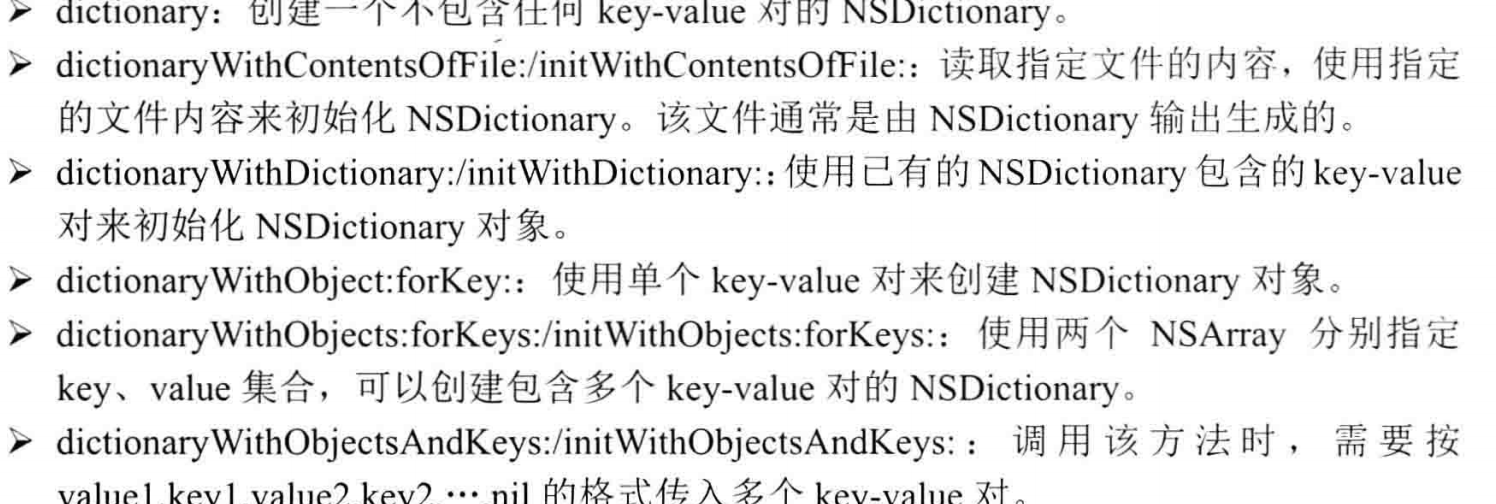 ➢ dictionary：创建一个不包含任何 key-value 对的 NSDictionary。
➢ dictionaryWithContentsOfFile:/initWithContentsOfFile:：读取指定文件的内容，使用指定
的文件内容来初始化 NSDictionary。该文件通常是由 NSDictionary 输出生成的。
➢ dictionaryWithDictionary:/initWithDictionary:：使用已有的 NSDictionary 包含的 key-value
对来初始化 NSDictionary 对象。
➢ dictionaryWithObject:forKey:：使用单个 key-value 对来创建 NSDictionary 对象。
➢ dictionaryWithObjects:forKeys:/initWithObjects:forKeys:：使用两个 NSArray 分别指定
key、value 集合，可以创建包含多个 key-value 对的 NSDictionary。
➢ dictionaryWithObjectsAndKeys:/initWithObjectsAndKeys:：调用该方法时，需要按
value1,key1,value2,key2,…,nil 的格式传入多个 key-value 对。